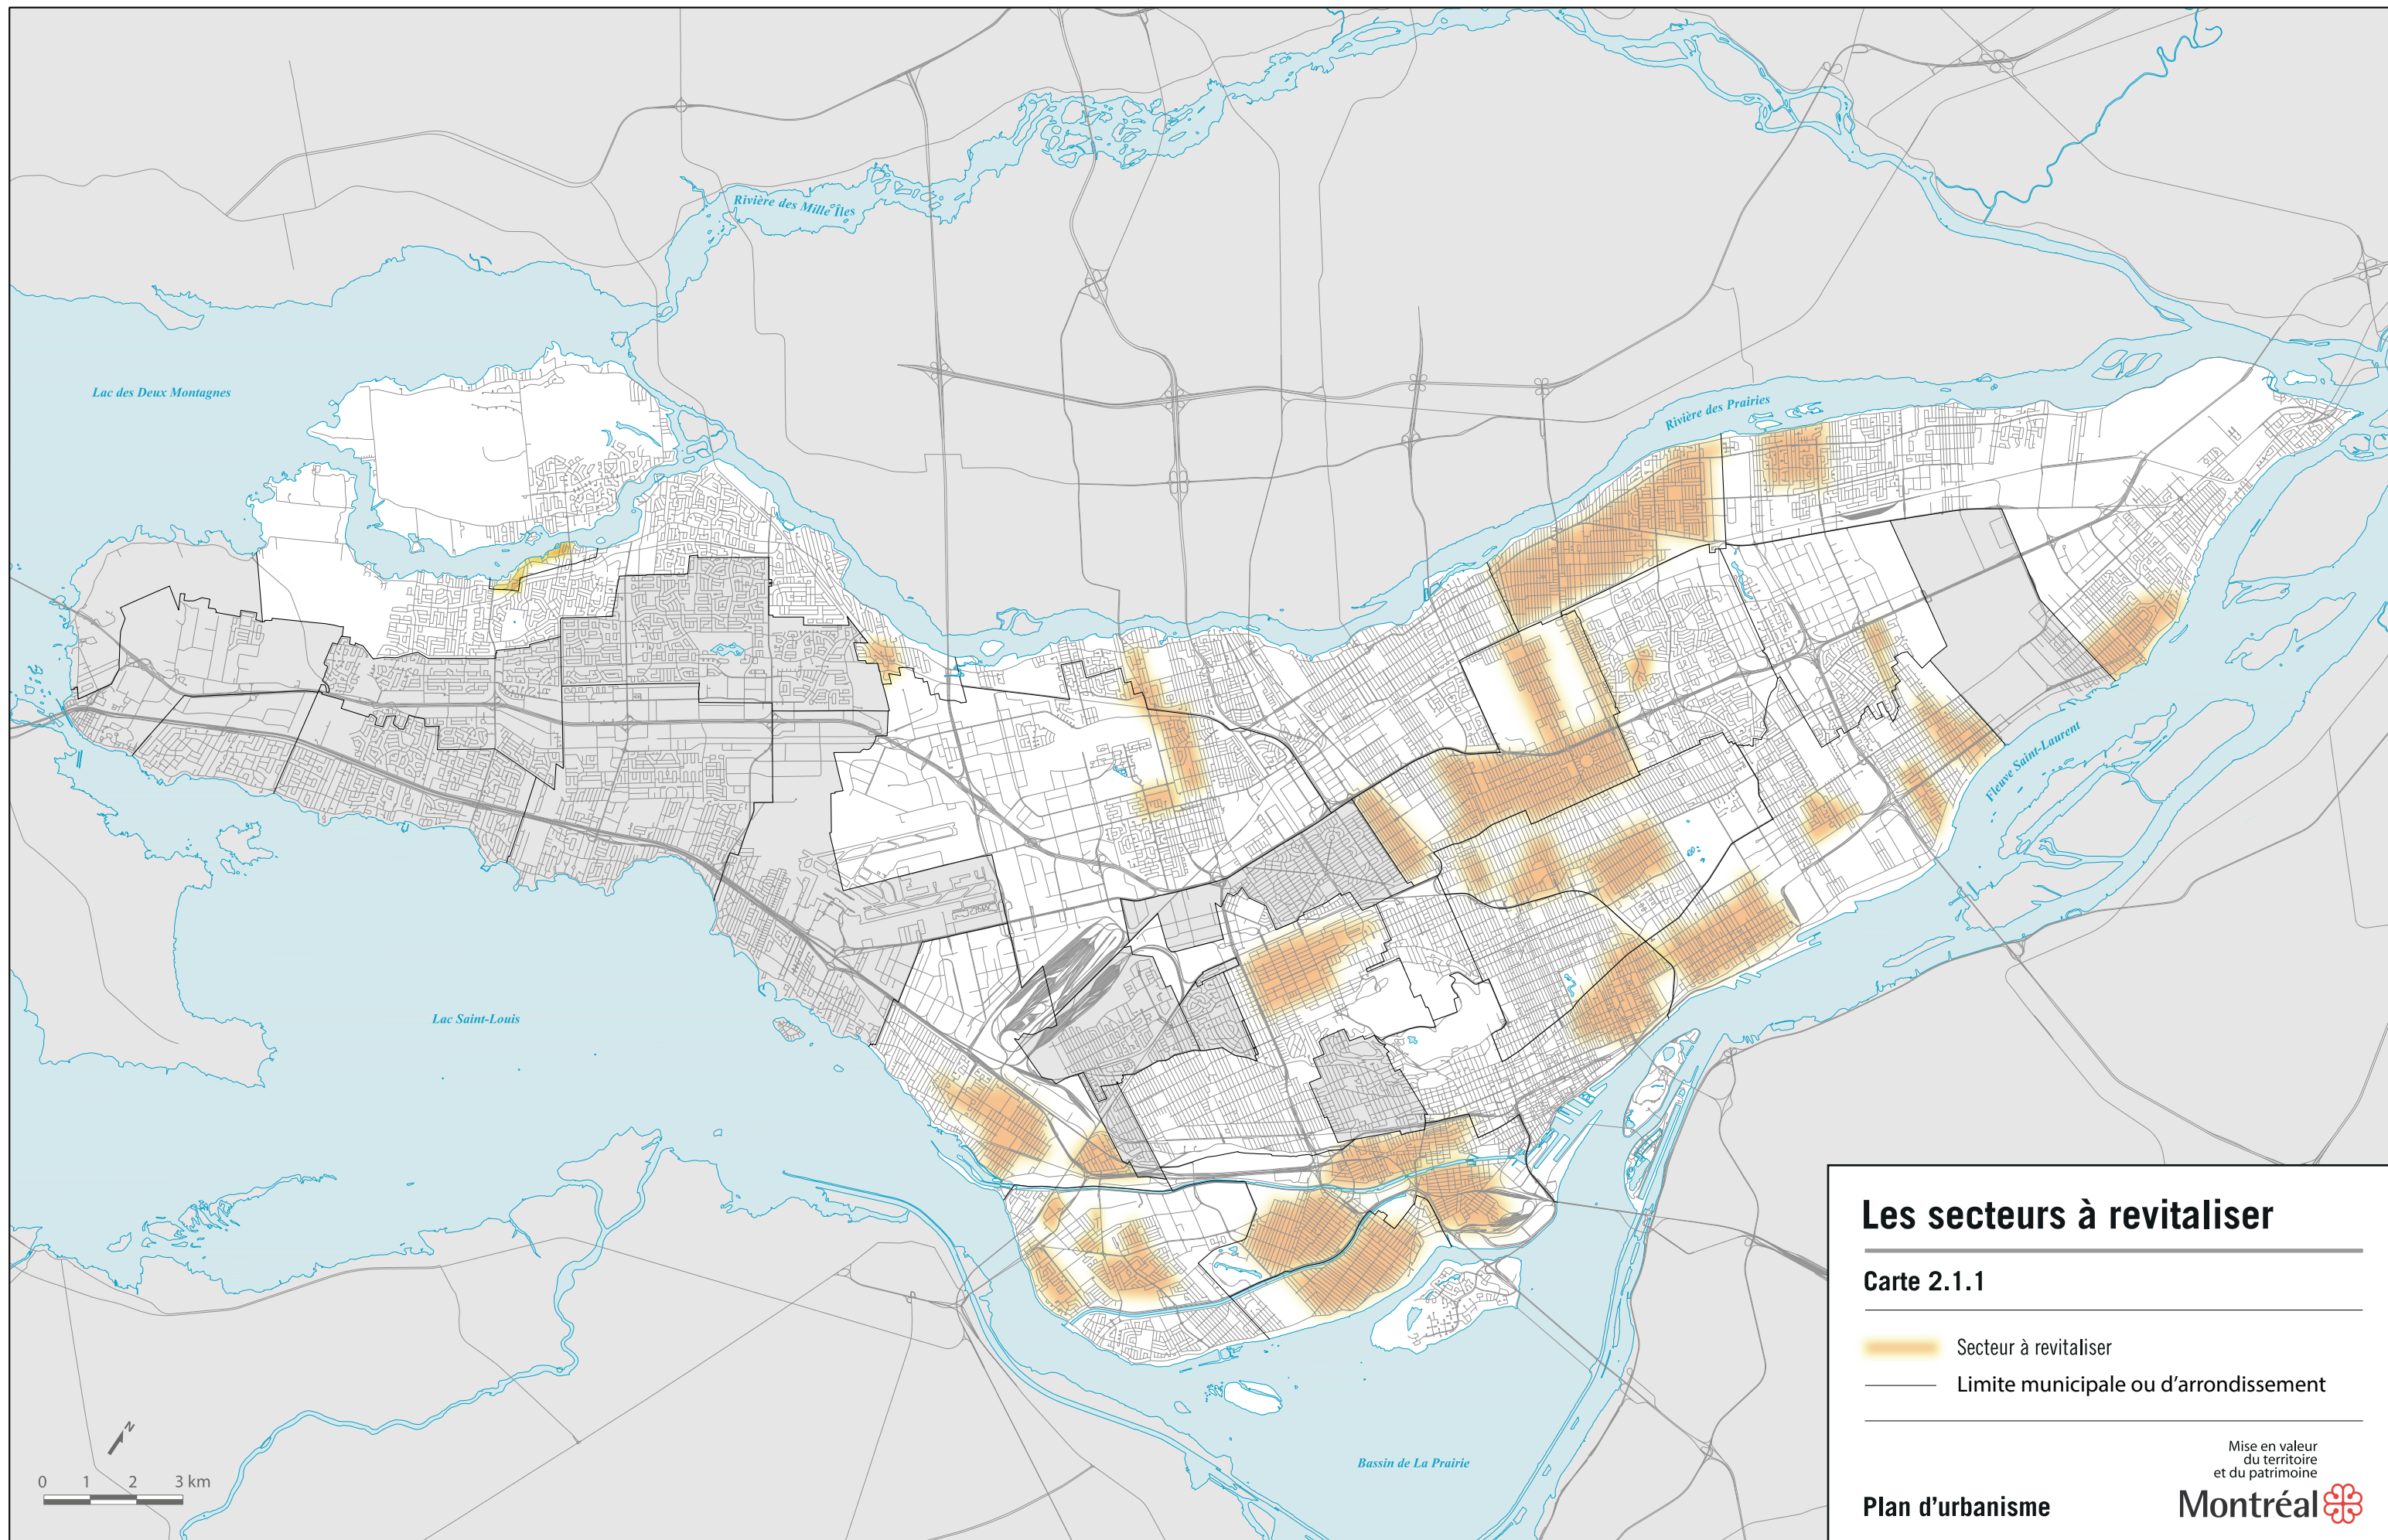 Rivière des Mille Îles
Lac des Deux Montagnes
Rivière des Prairies
Fleuve Saint-Laurent
Lac Saint-Louis
Bassin de La Prairie
N
0 1 2 3 km
Les secteurs à revitaliser
Carte 2.1.1
Secteur à revitaliser
Limite municipale ou d'arrondissement
Mise en valeur
du territoire
et du patrimoine
Plan d'urbanisme
Montréal